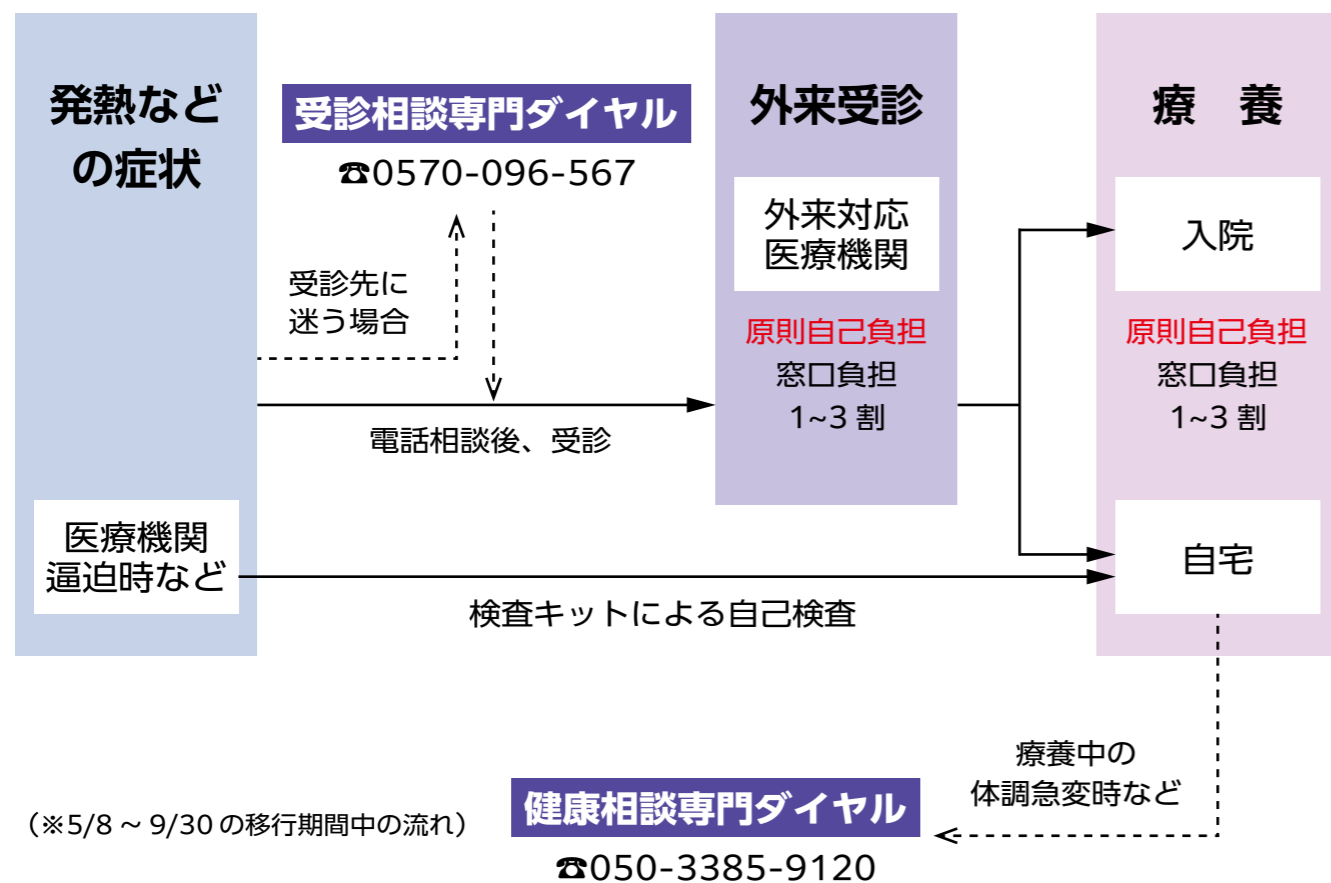 発熱など
の症状
受診相談専門ダイヤル
☎0570-096-567
受診先に
迷う場合
電話相談後、受診
医療機関
逼迫時など
検査キットによる自己検査
外来受診
外来対応
医療機関
原則自己負担
窓口負担
1~3 割
療　養
入院
原則自己負担
窓口負担
1~3 割
自宅
療養中の
体調急変時など
健康相談専門ダイヤル
☎050-3385-9120
（※5/8 ~ 9/30 の移行期間中の流れ）